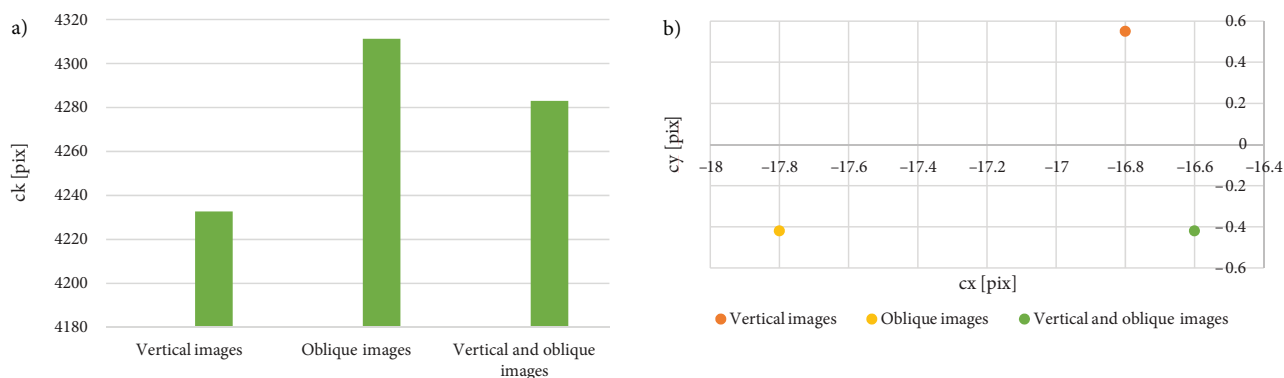 a)
ck [pix]
4320
4300
4280
4260
4240
4220
4200
4180
Vertical images
Oblique images
Vertical and oblique
images
b)
cy [pix]
0.6
0.4
0.2
0
–18
–17.8
–17.6
–17.4
–17.2
–17
–16.8
–16.6
–16.4
–0.2
–0.4
–0.6
cx [pix]
Vertical images
Oblique images
Vertical and oblique images